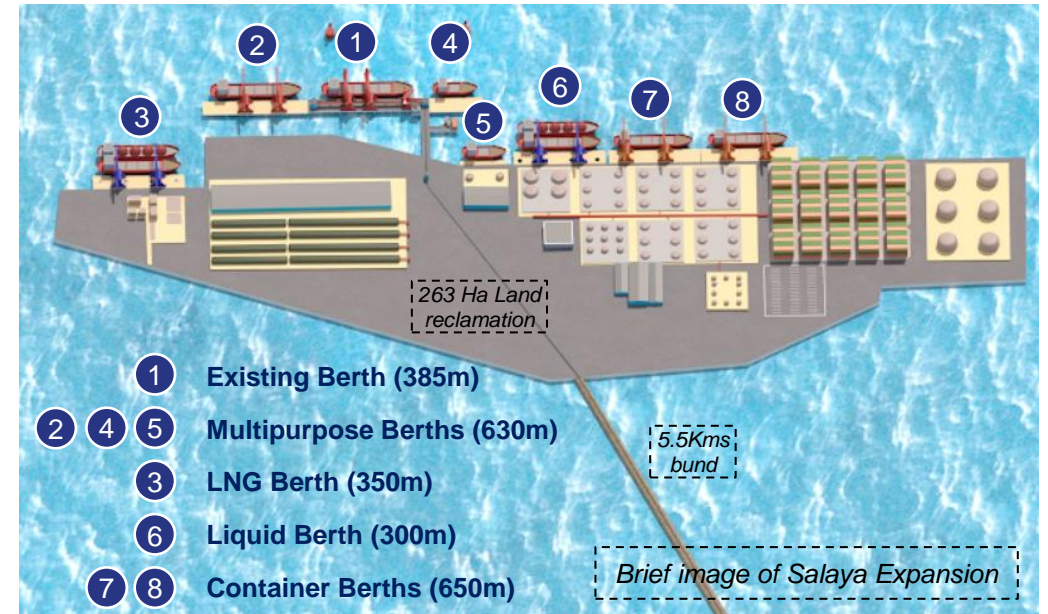 2
1
4
6
7
8
3
5
263 Ha Land
reclamation
1 Existing Berth (385m)
2 4 5 Multipurpose Berths (630m)
5.5Kms
bund
3 LNG Berth (350m)
6 Liquid Berth (300m)
7 8 Container Berths (650m)
Brief image of Salaya Expansion